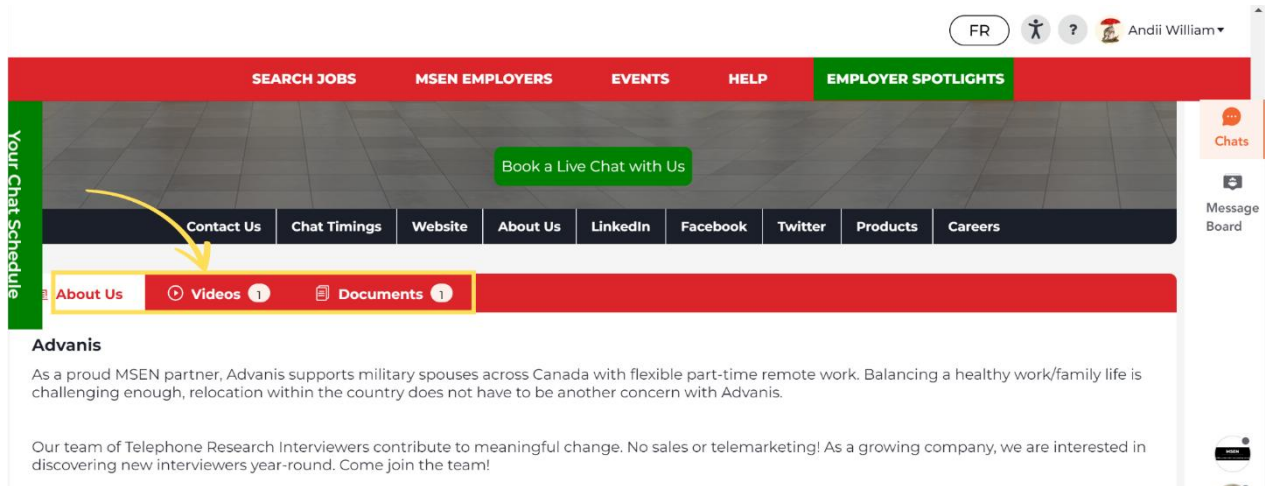 FR ? Andii William
SEARCH JOBS MSEN EMPLOYERS EVENTS HELP EMPLOYER SPOTLIGHTS
Your Chat Schedule
Book a Live Chat with Us
Chats
Message
Board
Contact Us Chat Timings Website About Us LinkedIn Facebook Twitter Products Careers
About Us Videos 1 Documents 1
Advanis
As a proud MSEN partner, Advanis supports military spouses across Canada with flexible part-time remote work. Balancing a healthy work/family life is
challenging enough, relocation within the country does not have to be another concern with Advanis.
Our team of Telephone Research Interviewers contribute to meaningful change. No sales or telemarketing! As a growing company, we are interested in
discovering new interviewers year-round. Come join the team!
MSEN